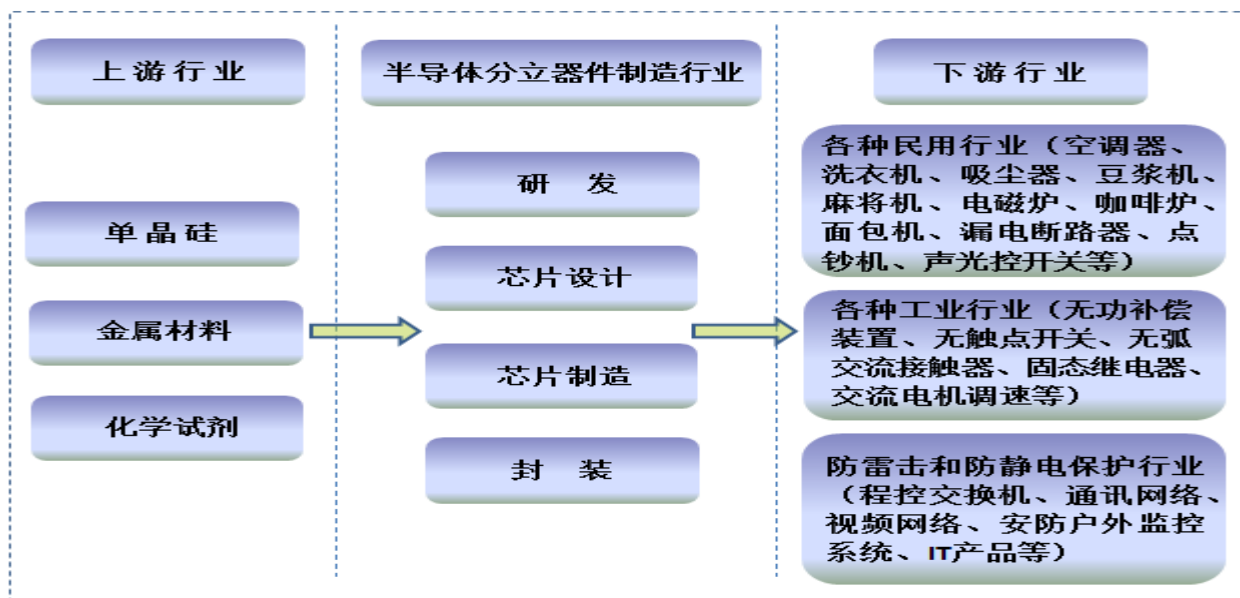 上游行业
单晶硅
金属材料
化学试剂
半导体分立器件制造行业
研 发
芯片设计
芯片制造
封 装
下游行业
各种民用行业（空调器、
洗衣机、吸尘器、豆浆机、
麻将机、电磁炉、咖啡炉、
面包机、漏电断路器、点
钞机、声光控开关等）
各种工业行业（无功补偿
装置、无触点开关、无弧
交流接触器、固态继电器、
交流电机调速等）
防雷击和防静电保护行业
（程控交换机、通讯网络、
视频网络、安防户外监控
系统、IT产品等）